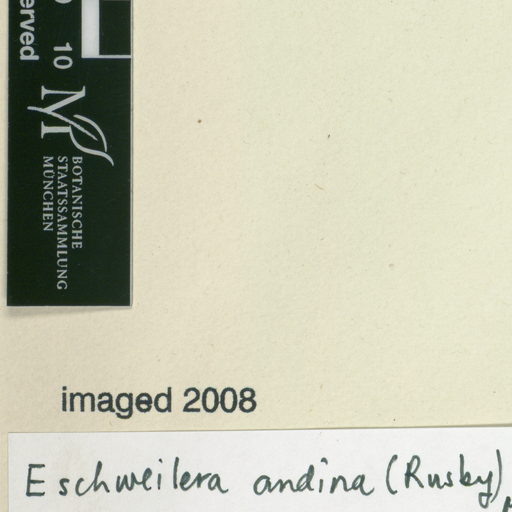 erved
10
BOTANISCHE
STAATSSAMMLUNG
MÜNCHEN
imaged 2008
Eschweilera andina (Rusby)